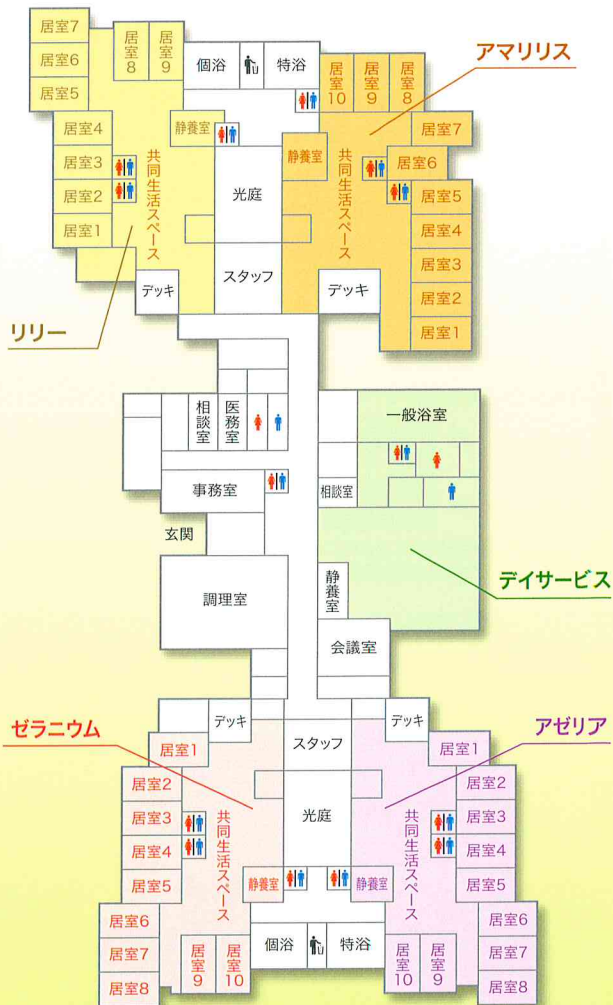 居室7
居室6
居室5
居室8
居室9
個浴
特浴
居室10
居室9
居室8
アマリリス
居室4
居室3
居室2
居室1
静養室
共同生活スペース
光庭
静養室
共同生活スペース
居室7
居室6
居室5
居室4
居室3
居室2
居室1
デッキ
スタッフ
デッキ
リリー
相談室
医務室
一般浴室
事務室
相談室
玄関
デイサービス
調理室
静養室
会議室
ゼラニウム
デッキ
スタッフ
デッキ
アゼリア
居室1
居室2
居室3
居室4
居室5
居室6
居室7
居室8
共同生活スペース
光庭
共同生活スペース
居室1
居室2
居室3
居室4
居室5
居室6
居室7
居室8
静養室
静養室
居室9
居室10
個浴
特浴
居室10
居室9